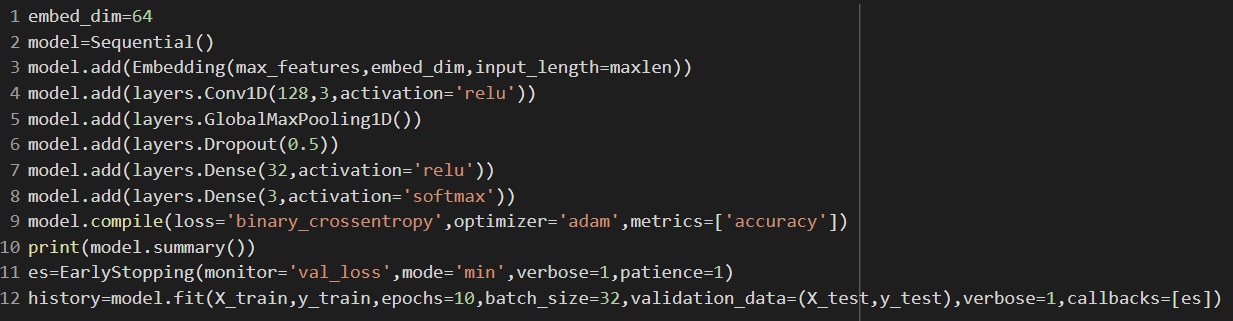 1 embed_dim=64
2 model=Sequential()
3 model.add(Embedding(max_features,embed_dim,input_length=maxlen))
4 model.add(layers.Conv1D(128,3,activation='relu'))
5 model.add(layers.GlobalMaxPooling1D())
6 model.add(layers.Dropout(0.5))
7 model.add(layers.Dense(32,activation='relu'))
8 model.add(layers.Dense(3,activation='softmax'))
9 model.compile(loss='binary_crossentropy',optimizer='adam',metrics=['accuracy'])
10 print(model.summary())
11 es=EarlyStopping(monitor='val_loss',mode='min',verbose=1,patience=1)
12 history=model.fit(X_train,y_train,epochs=10,batch_size=32,validation_data=(X_test,y_test),verbose=1,callbacks=[es])